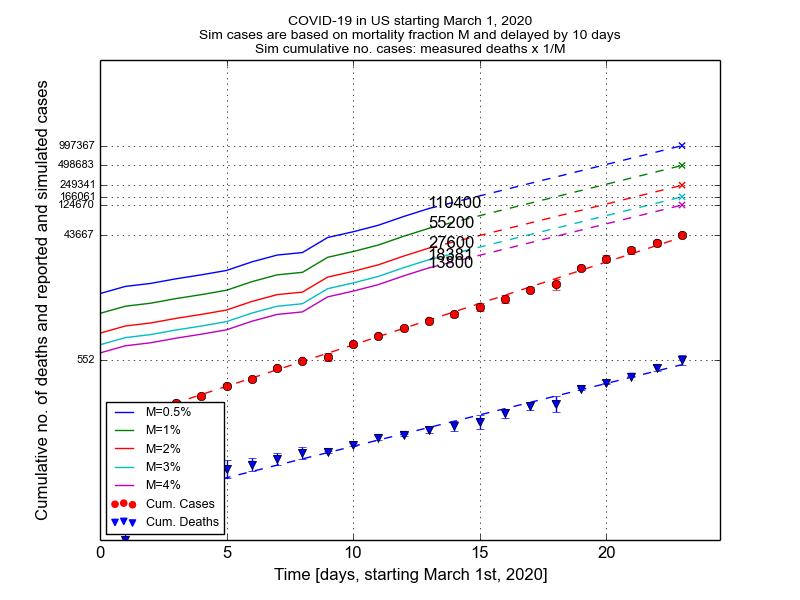 COVID-19 in US starting March 1, 2020
Sim cases are based on mortality fraction M and delayed by 10 days
Sim cumulative no. cases: measured deaths x 1/M
Cumulative no. of deaths and reported and simulated cases
997367
498683
249341
166061
124670
43667
552
110400
55200
27600
18381
13800
M=0.5%
M=1%
M=2%
M=3%
M=4%
Cum. Cases
Cum. Deaths
0 5 10 15 20
Time [days, starting March 1st, 2020]